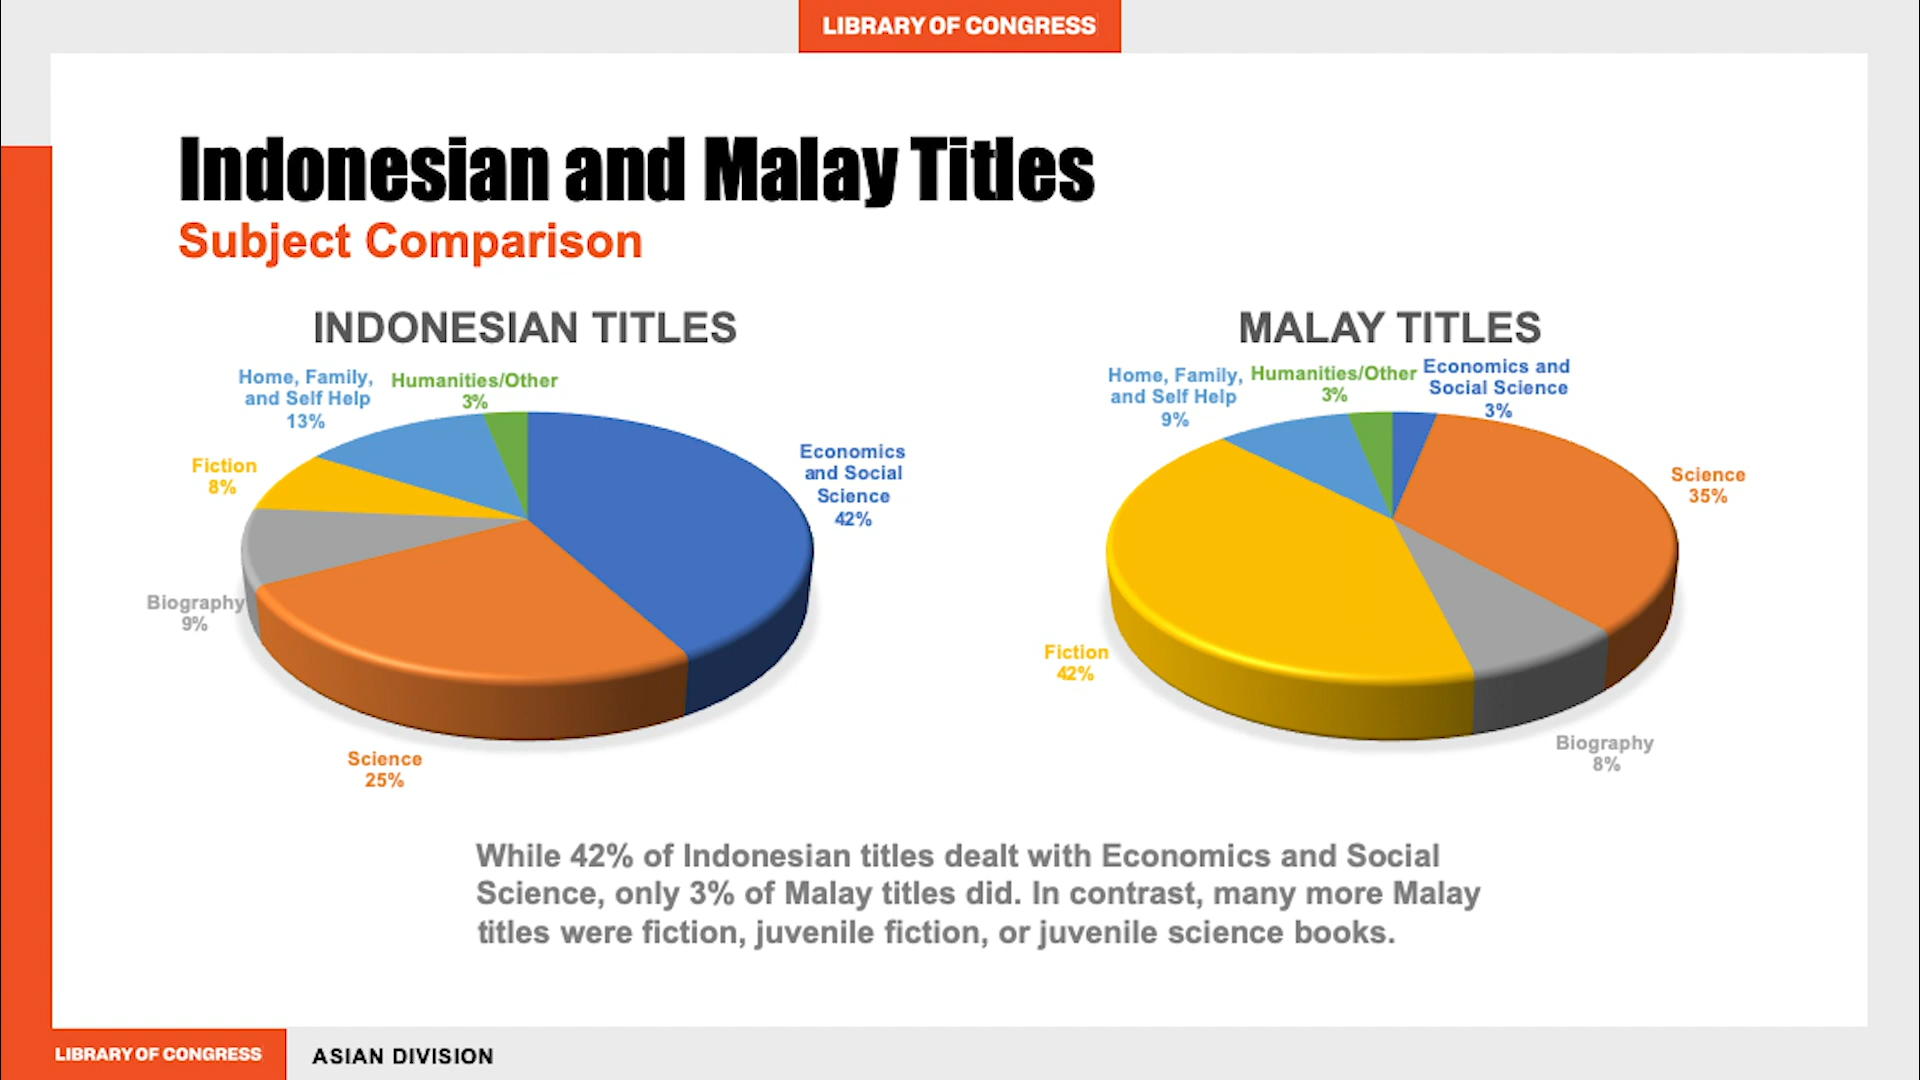 LIBRARY OF CONGRESS
Indonesian and Malay Titles
Subject Comparison
INDONESIAN TITLES
Home, Family,
and Self Help
13%
Humanities/Other
3%
Fiction
8%
Economics
and Social
Science
42%
Biography
9%
Science
25%
MALAY TITLES
Home, Family,
and Self Help
9%
Humanities/Other
3%
Economics and
Social Science
3%
Science
35%
Fiction
42%
Biography
8%
While 42% of Indonesian titles dealt with Economics and Social
Science, only 3% of Malay titles did. In contrast, many more Malay
titles were fiction, juvenile fiction, or juvenile science books.
LIBRARY OF CONGRESS
ASIAN DIVISION